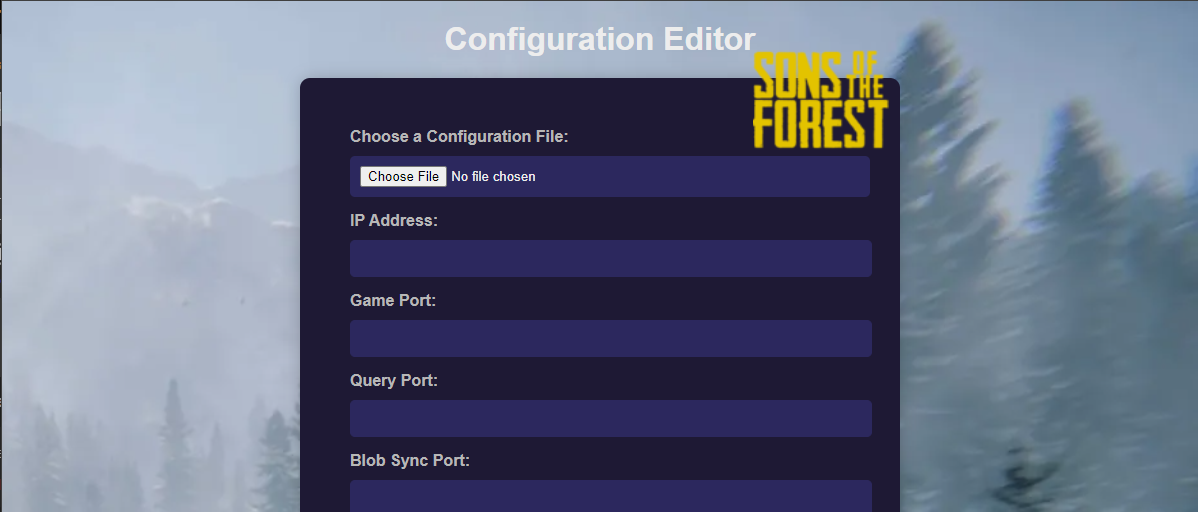 Configuration Editor
SONS OF THE
FOREST
Choose a Configuration File:
Choose File No file chosen
IP Address:
Game Port:
Query Port:
Blob Sync Port: